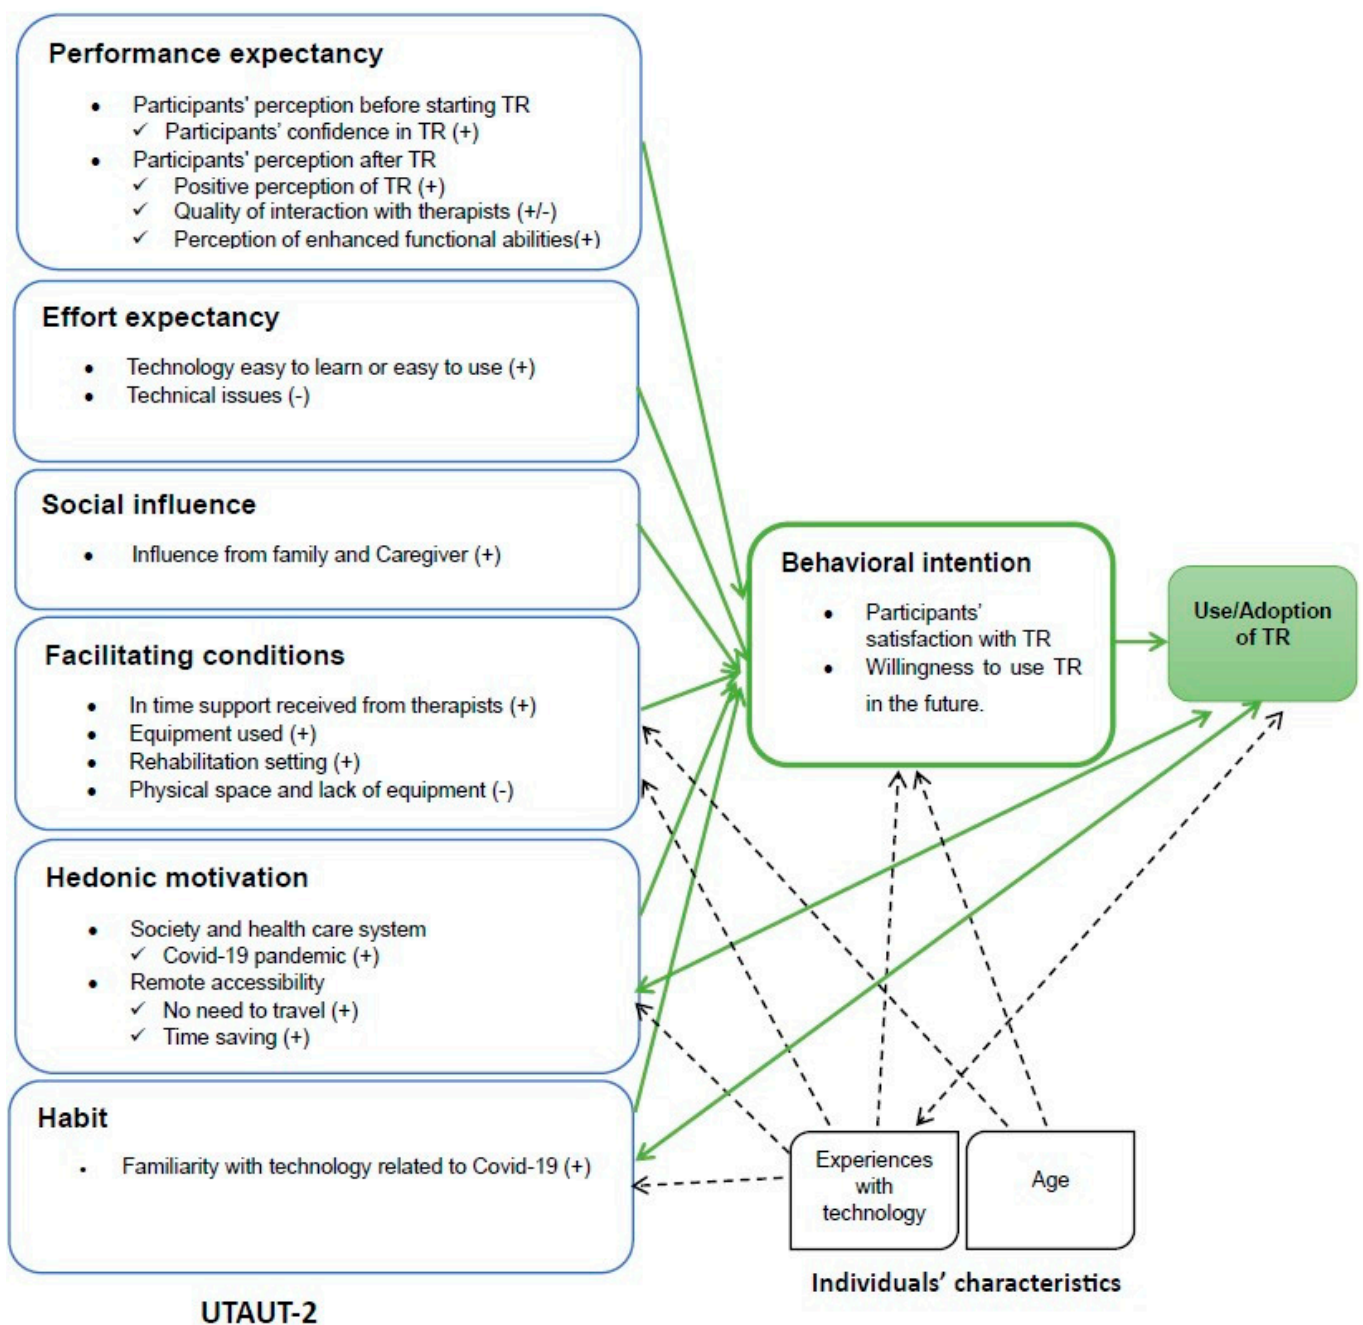 Performance expectancy
• Participants' perception before starting TR
✓ Participants' confidence in TR (+)
• Participants' perception after TR
✓ Positive perception of TR (+)
✓ Quality of interaction with therapists (+/-)
✓ Perception of enhanced functional abilities(+)
Effort expectancy
• Technology easy to learn or easy to use (+)
• Technical issues (-)
Social influence
• Influence from family and Caregiver (+)
Facilitating conditions
• In time support received from therapists (+)
• Equipment used (+)
• Rehabilitation setting (+)
• Physical space and lack of equipment (-)
Hedonic motivation
• Society and health care system
✓ Covid-19 pandemic (+)
• Remote accessibility
✓ No need to travel (+)
✓ Time saving (+)
Habit
• Familiarity with technology related to Covid-19 (+)
UTAUT-2
Behavioral intention
• Participants'
satisfaction with TR
• Willingness to use TR
in the future.
Use/Adoption
of TR
Experiences
with
technology
Age
Individuals' characteristics